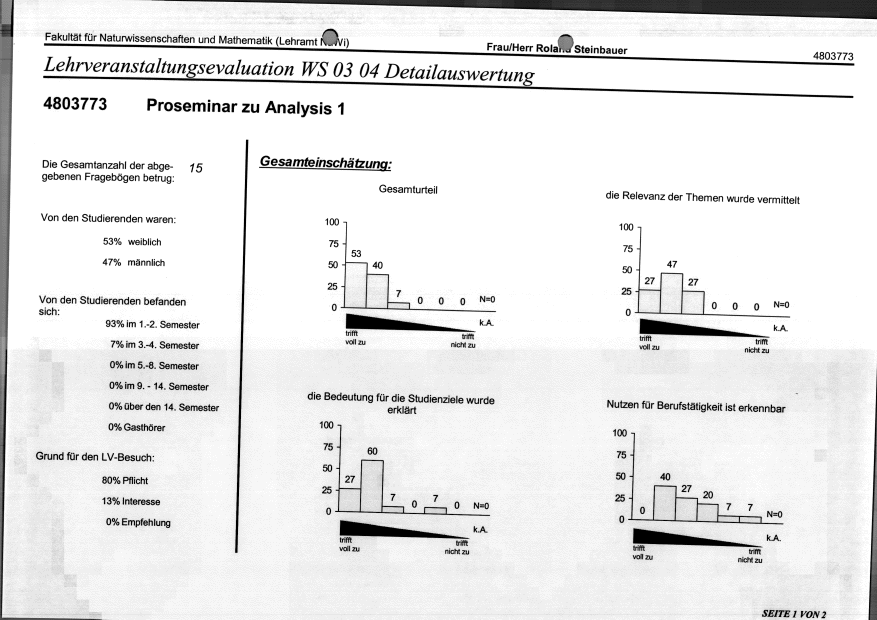 Fakultät für Naturwissenschaften und Mathematik (Lehramt NaWi)
Frau/Herr Roland Steinbauer
4803773
Lehrveranstaltungsevaluation WS 03 04 Detailauswertung
4803773 Proseminar zu Analysis 1
Die Gesamtanzahl der abge- 15
gebenen Fragebögen betrug:
Von den Studierenden waren:
53% weiblich
47% männlich
Von den Studierenden befanden
sich:
93% im 1.-2. Semester
7% im 3.-4. Semester
0% im 5.-8. Semester
0% im 9. - 14. Semester
0% über den 14. Semester
0% Gasthörer
Grund für den LV-Besuch:
80% Pflicht
13% Interesse
0% Empfehlung
Gesamteinschätzung:
Gesamturteil
100
75
50
25
0
53 40 7 0 0 0 N=0
k.A.
trifft
voll zu
trifft
nicht zu
die Relevanz der Themen wurde vermittelt
100
75
50
25
0
27 47 27 0 0 0 N=0
k.A.
trifft
voll zu
trifft
nicht zu
die Bedeutung für die Studienziele wurde
erklärt
100
75
50
25
0
27 60 7 0 7 0 N=0
k.A.
trifft
voll zu
trifft
nicht zu
Nutzen für Berufstätigkeit ist erkennbar
100
75
50
25
0
0 40 27 20 7 7 N=0
k.A.
trifft
voll zu
trifft
nicht zu
SEITE 1 VON 2